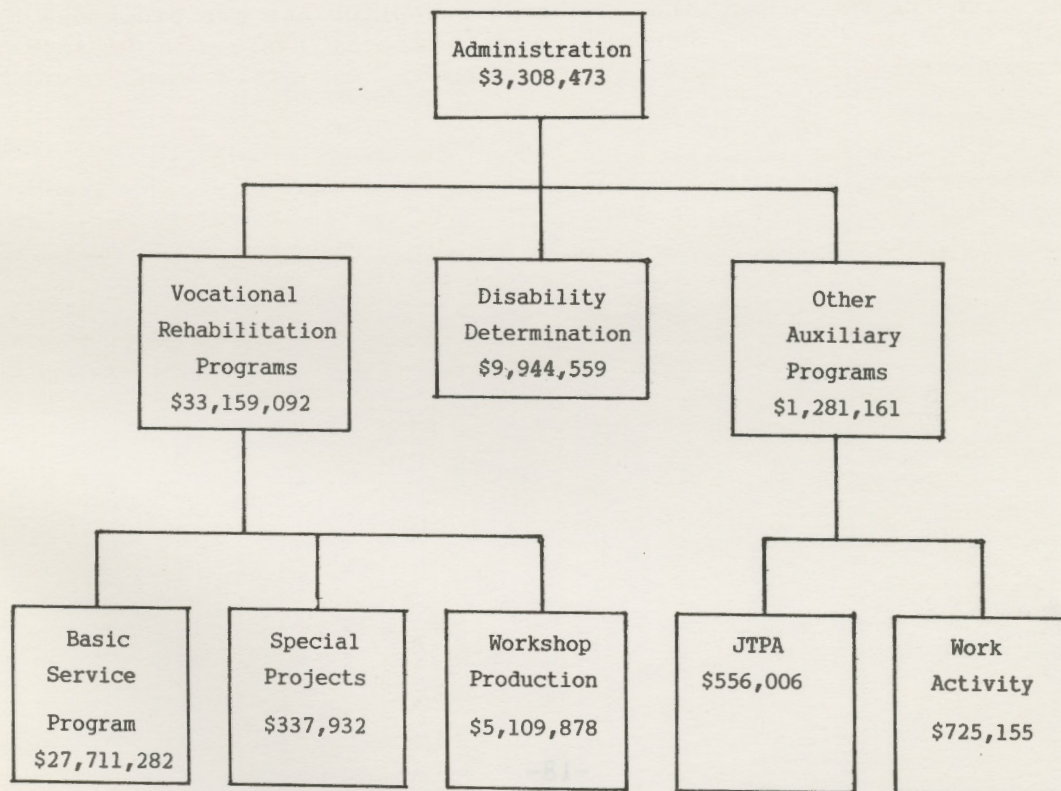 Administration
$3,308,473
Vocational
Rehabilitation
Programs
$33,159,092
Disability
Determination
$9,944,559
Other
Auxiliary
Programs
$1,281,161
Basic
Service
Program
$27,711,282
Special
Projects
$337,932
Workshop
Production
$5,109,878
JTPA
$556,006
Work
Activity
$725,155